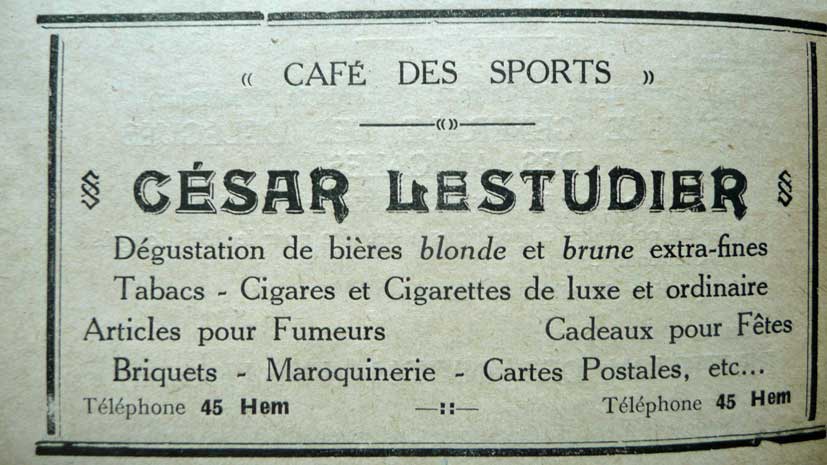 « CAFÉ DES SPORTS »
CÉSAR LESTUDIER
Dégustation de bières blonde et brune extra-fines
Tabacs - Cigares et Cigarettes de luxe et ordinaire
Articles pour Fumeurs Cadeaux pour Fêtes
Briquets - Maroquinerie - Cartes Postales, etc...
Téléphone 45 Hem —::— Téléphone 45 Hem